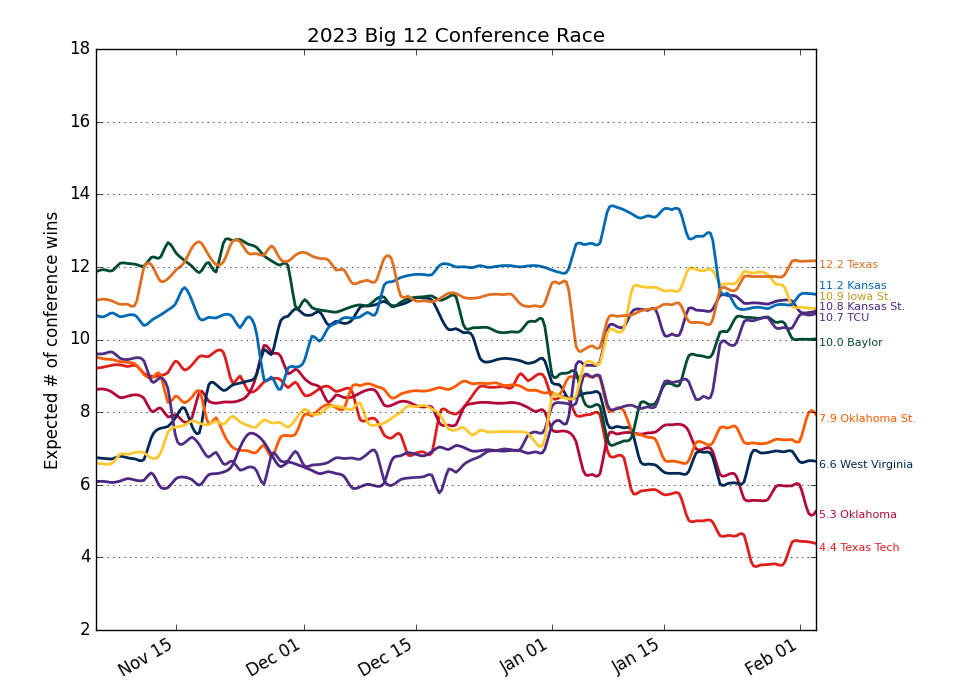 2023 Big 12 Conference Race
Expected # of conference wins
18
16
14
12
10
8
6
4
2
12.2 Texas
11.2 Kansas
10.9 Iowa St.
10.8 Kansas St.
10.7 TCU
10.0 Baylor
7.9 Oklahoma St.
6.6 West Virginia
5.3 Oklahoma
4.4 Texas Tech
Nov 15
Dec 01
Dec 15
Jan 01
Jan 15
Feb 01